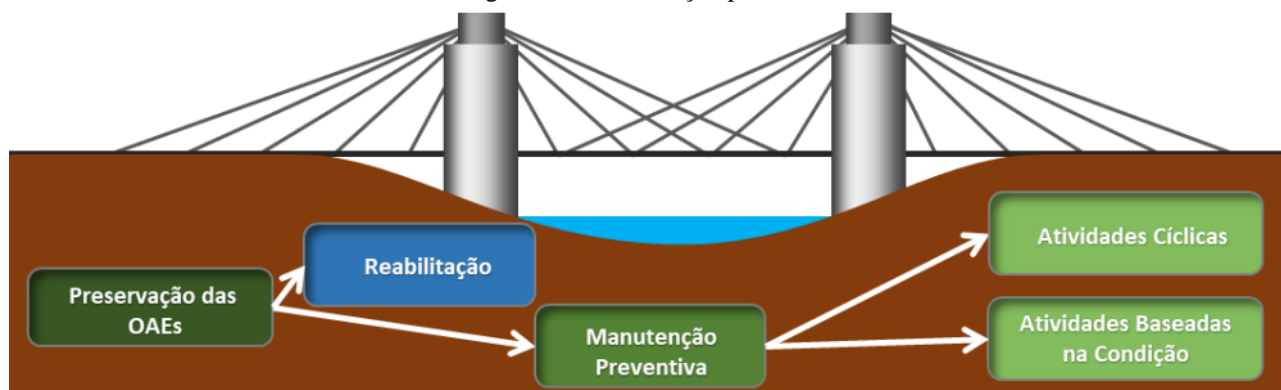 Reabilitação
Preservação das
OAEs
Manutenção
Preventiva
Atividades Cíclicas
Atividades Baseadas
na Condição